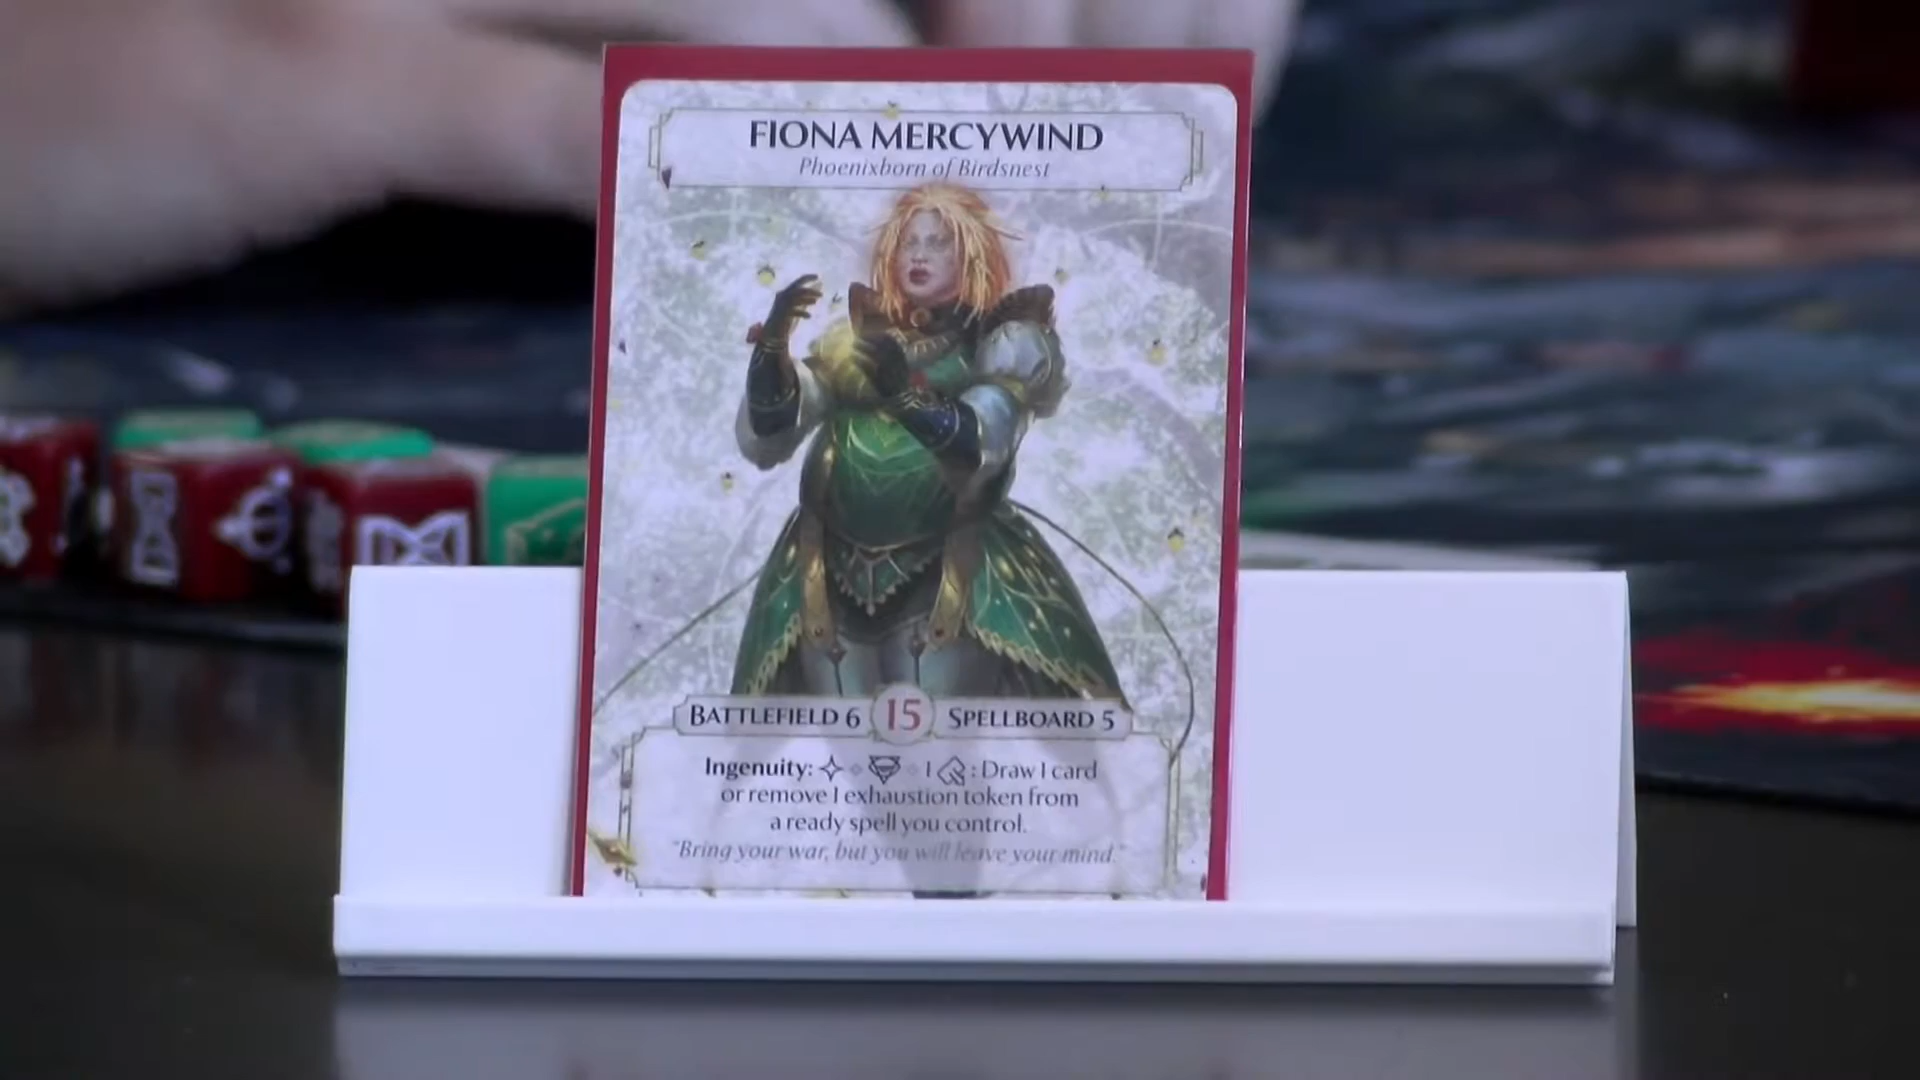 FIONA MERCYWIND
Phoenixborn of Birdsnest
BATTLEFIELD 6 15 SPELLBOARD 5
Ingenuity: 1 : Draw 1 card
or remove 1 exhaustion token from
a ready spell you control.
"Bring your war, but you will leave your mind."